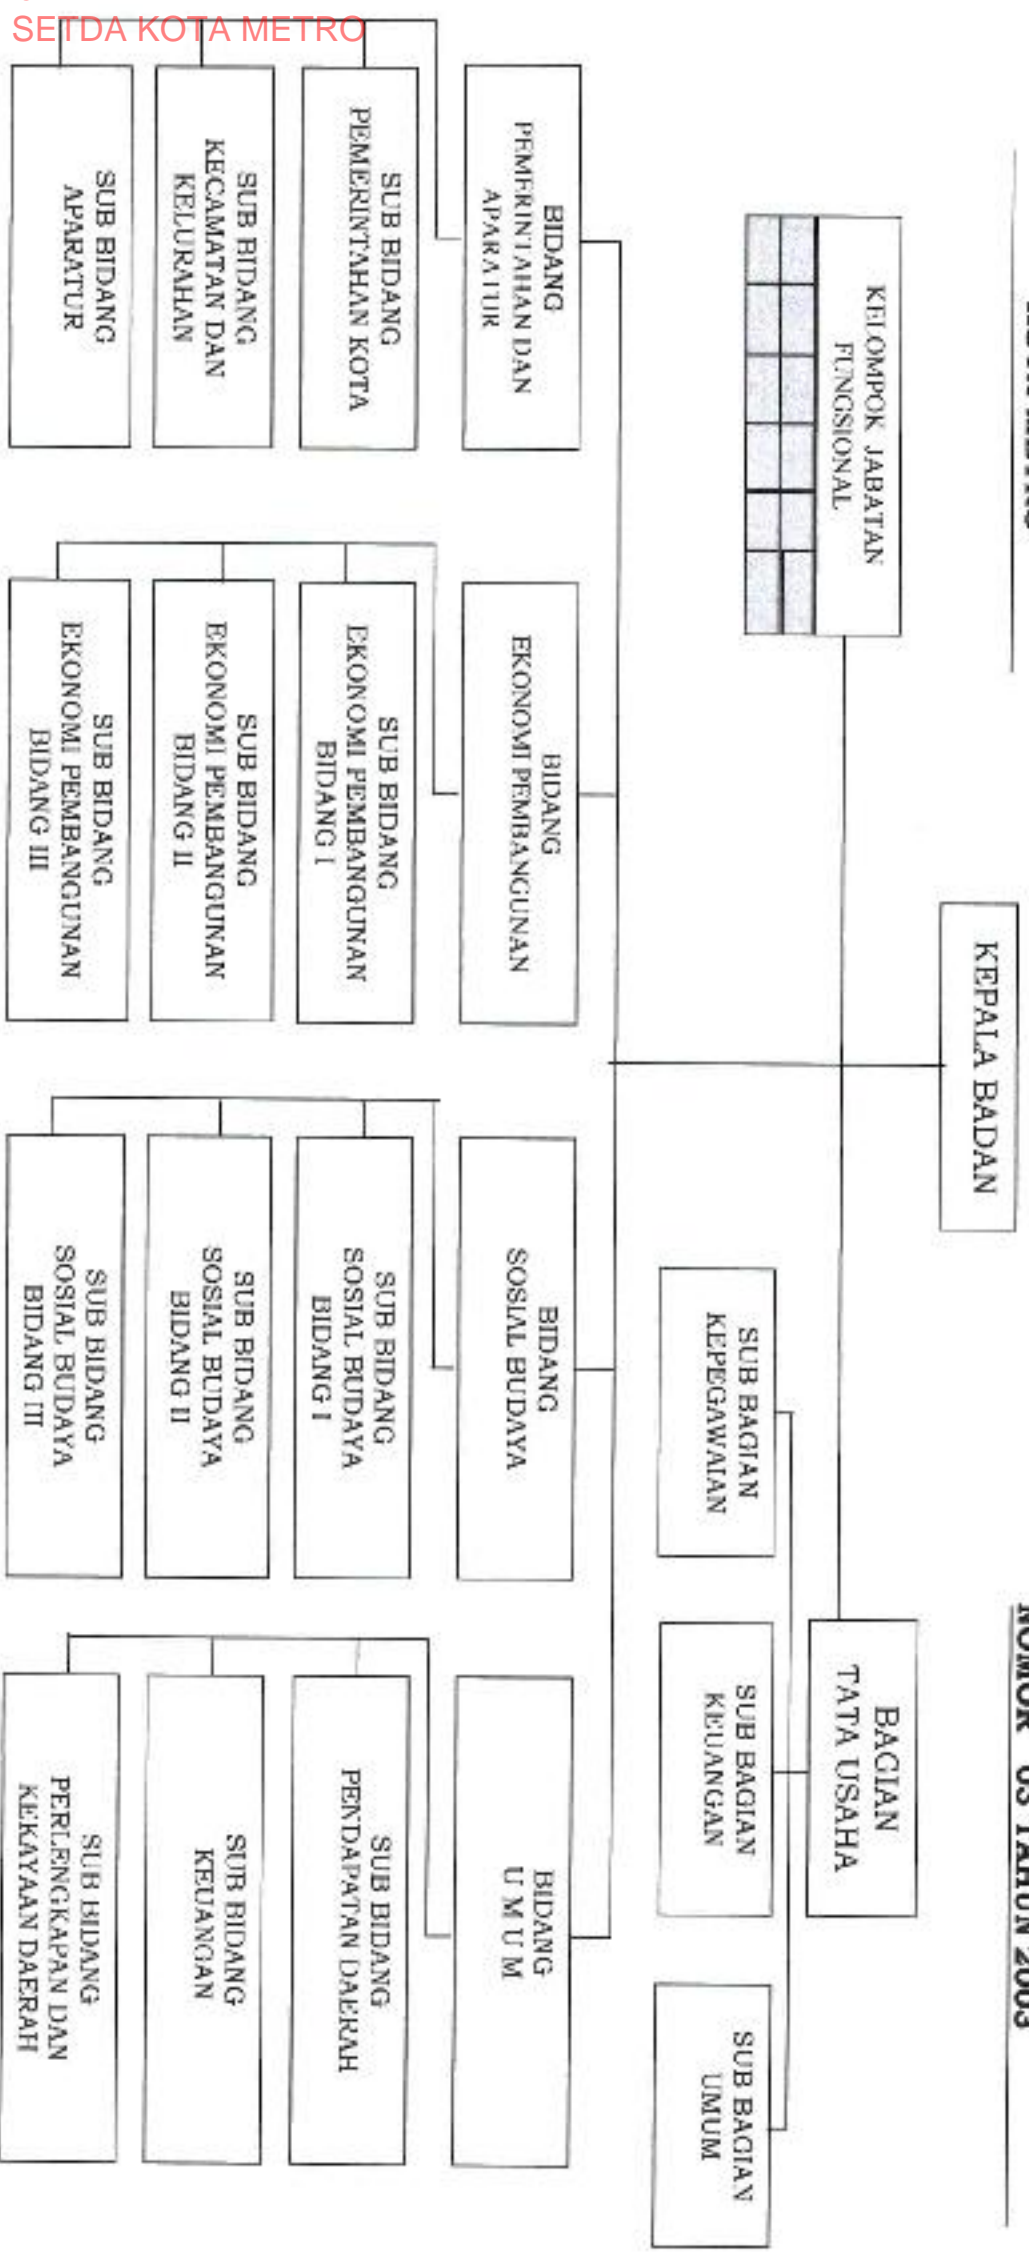 SETDA KOTA METRO
NOMOR 03 TAHUN 2003
KEPALA BADAN
KELOMPOK JABATAN
FUNGSIONAL
BAGIAN
TATA USAHA
SUB BAGIAN
KEPEGAWAIAN
SUB BAGIAN
KEUANGAN
SUB BAGIAN
UMUM
BIDANG
PEMERINTAHAN DAN
APARATUR
BIDANG
EKONOMI PEMBANGUNAN
BIDANG
SOSIAL BUDAYA
BIDANG
U M U M
SUB BIDANG
PEMERINTAHAN KOTA
SUB BIDANG
EKONOMI PEMBANGUNAN
BIDANG I
SUB BIDANG
SOSIAL BUDAYA
BIDANG I
SUB BIDANG
PENDAPATAN DAERAH
SUB BIDANG
KECAMATAN DAN
KELURAHAN
SUB BIDANG
EKONOMI PEMBANGUNAN
BIDANG II
SUB BIDANG
SOSIAL BUDAYA
BIDANG II
SUB BIDANG
KEUANGAN
SUB BIDANG
APARATUR
SUB BIDANG
EKONOMI PEMBANGUNAN
BIDANG III
SUB BIDANG
SOSIAL BUDAYA
BIDANG III
SUB BIDANG
PERLENGKAPAN DAN
KEKAYAAN DAERAH